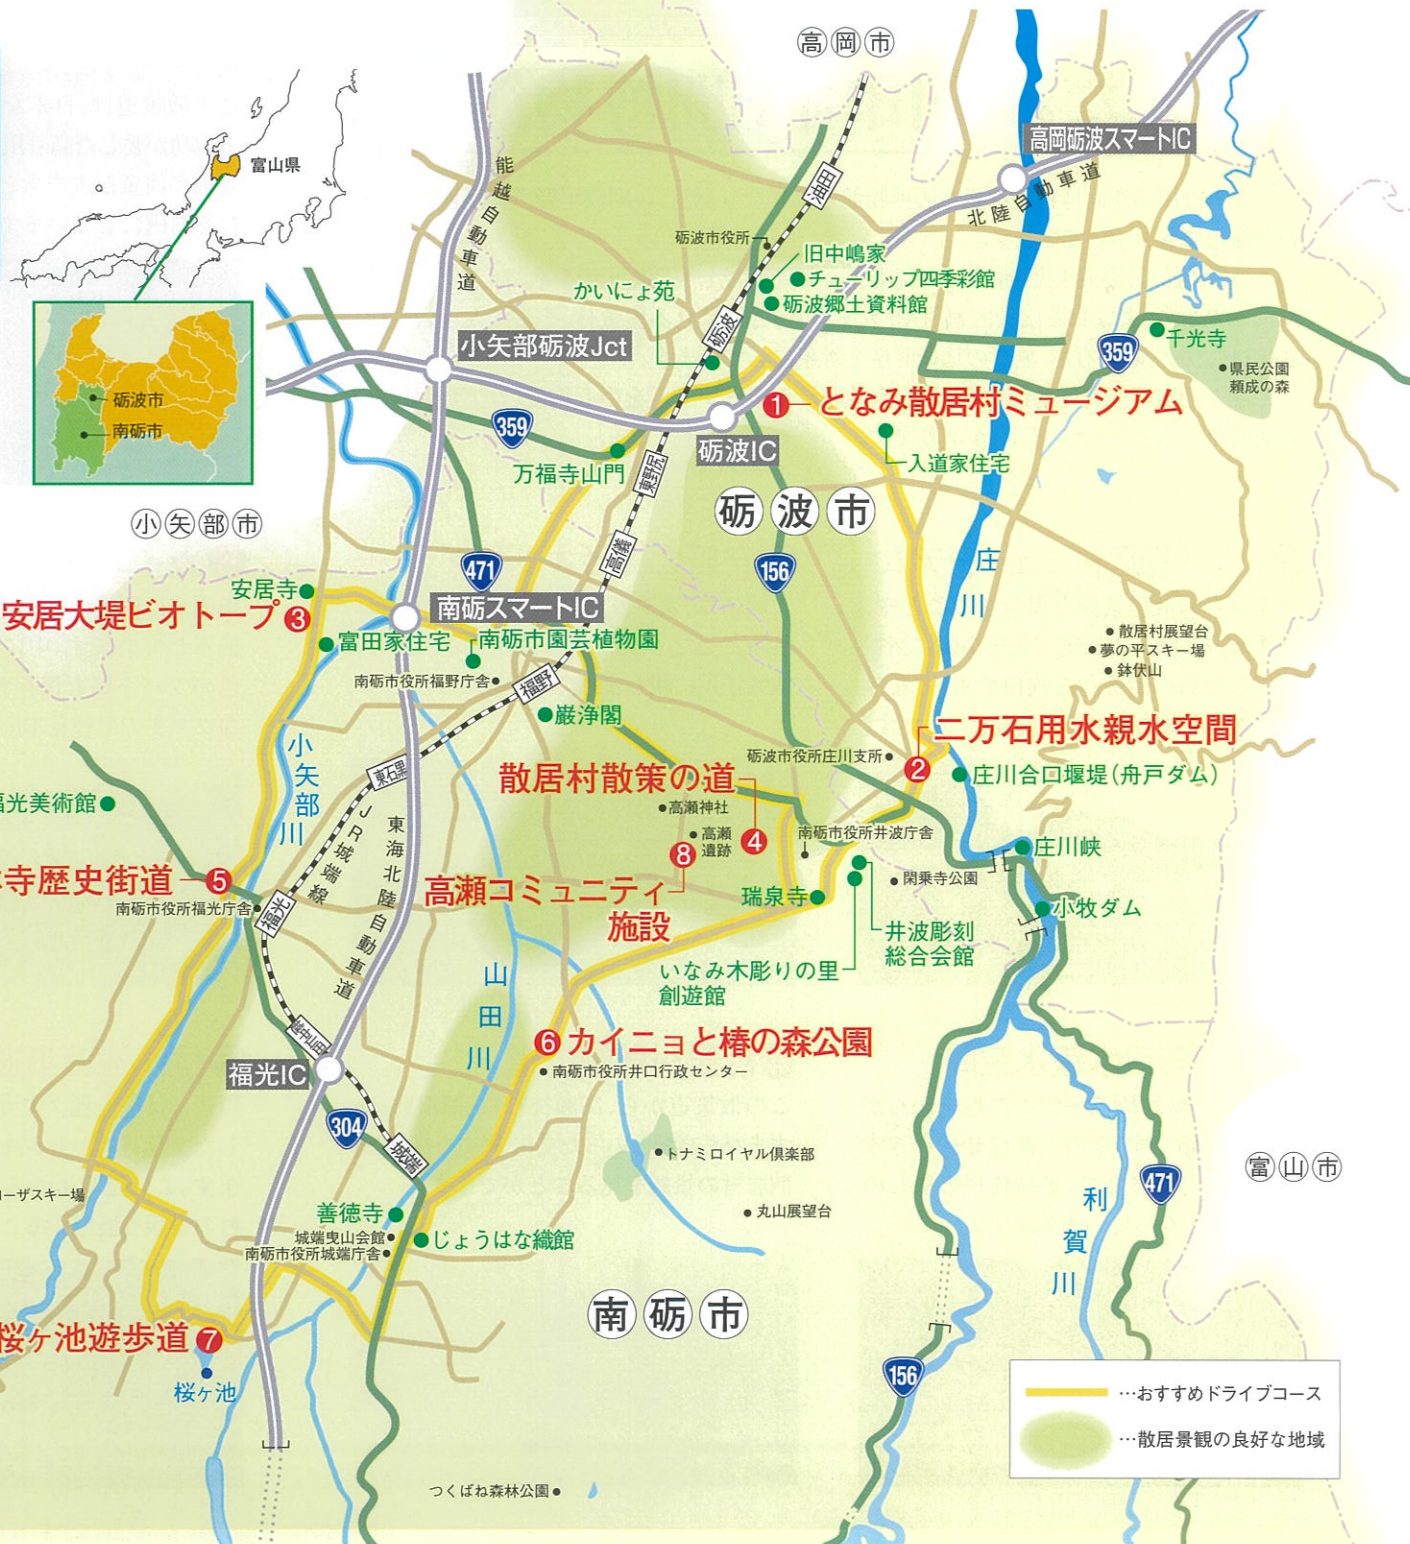 高岡市
高岡砺波スマートIC
北陸自動車道
能越自動車道
油田
富山県
砺波市役所
旧中嶋家
チューリップ四季彩館
砺波郷土資料館
かいにょ苑
砺波
小矢部砺波Jct
359
千光寺
県民公園
頼成の森
砺波市
南砺市
1 となみ散居村ミュージアム
359
砺波IC
入道家住宅
万福寺山門
東野尻
小矢部市
砺波市
高儀
471
156
庄川
安居寺
南砺スマートIC
安居大堤ビオトープ 3
富田家住宅
南砺市園芸植物園
南砺市役所福野庁舎
福野
散居村展望台
夢の平スキー場
鉢伏山
巌浄閣
小矢部川
二万石用水親水空間
2
砺波市役所庄川支所
東石黒
散居村散策の道
庄川合口堰堤(舟戸ダム)
福光美術館
高瀬神社
JR城端線
東海北陸自動車道
高瀬
遺跡
4
8
南砺市役所井波庁舎
庄川峡
寺歴史街道 5
高瀬コミュニティ
施設
閑乗寺公園
瑞泉寺
南砺市役所福光庁舎
福光
小牧ダム
井波彫刻
総合会館
いなみ木彫りの里
創遊館
山田川
越中山田
6 カイニョと椿の森公園
南砺市役所井口行政センター
福光IC
304
城端
トナミロイヤル倶楽部
富山市
471
ーザスキー場
利賀川
善徳寺
丸山展望台
城端曳山会館
じょうはな織館
南砺市役所城端庁舎
南砺市
桜ヶ池遊歩道 7
桜ヶ池
156
…おすすめドライブコース
…散居景観の良好な地域
つくばね森林公園